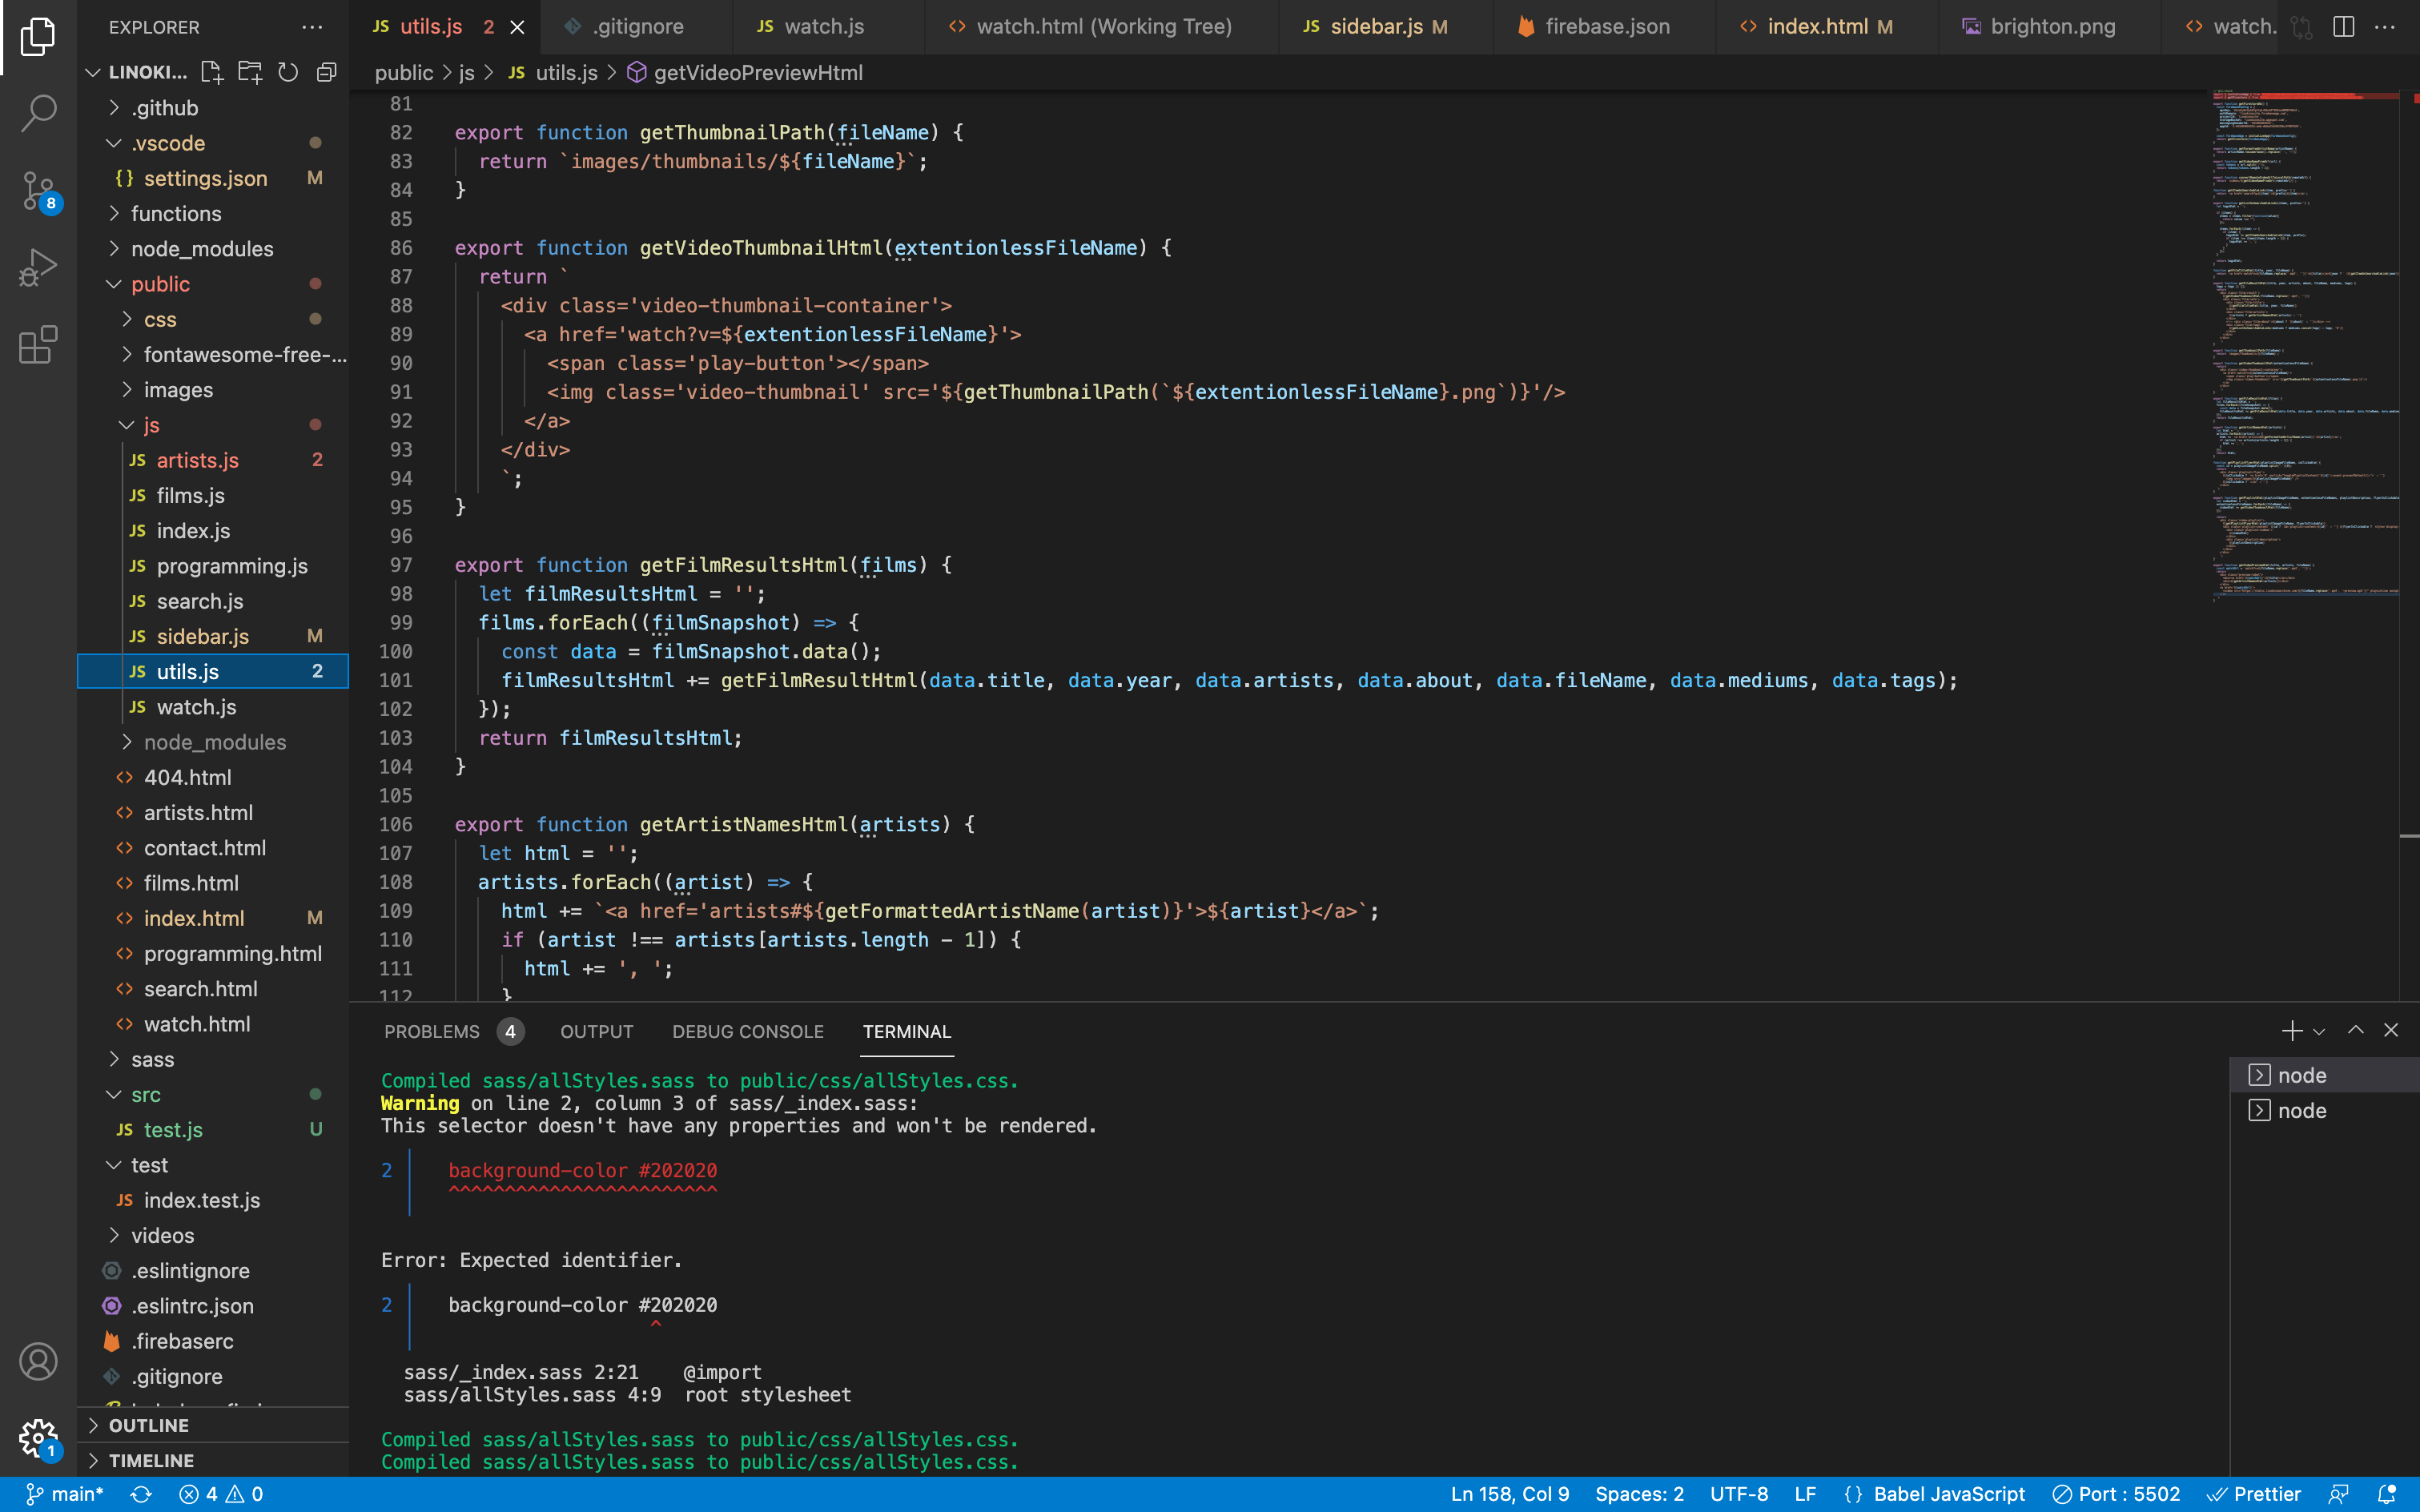 EXPLORER
LINOKI...
.github
.vscode
settings.json M
functions
node_modules
public
css
fontawesome-free-...
images
js
JS artists.js 2
JS films.js
JS index.js
JS programming.js
JS search.js
JS sidebar.js M
JS utils.js 2
JS watch.js
node_modules
404.html
artists.html
contact.html
films.html
index.html M
programming.html
search.html
watch.html
sass
src
JS test.js U
test
JS index.test.js
videos
.eslintignore
.eslintrc.json
.firebaserc
.gitignore
OUTLINE
TIMELINE
8
1
JS utils.js 2 .gitignore JS watch.js <> watch.html (Working Tree) JS sidebar.js M firebase.json <> index.html M brighton.png <> watch.
public > js > JS utils.js > getVideoPreviewHtml
81
82 export function getThumbnailPath(fileName) {
83 return `images/thumbnails/${fileName}`;
84 }
85
86 export function getVideoThumbnailHtml(extentionlessFileName) {
87 return `
88 <div class='video-thumbnail-container'>
89 <a href='watch?v=${extentionlessFileName}'>
90 <span class='play-button'></span>
91 <img class='video-thumbnail' src='${getThumbnailPath(`${extentionlessFileName}.png`)}'/>
92 </a>
93 </div>
94 `;
95 }
96
97 export function getFilmResultsHtml(films) {
98 let filmResultsHtml = '';
99 films.forEach((filmSnapshot) => {
100 const data = filmSnapshot.data();
101 filmResultsHtml += getFilmResultHtml(data.title, data.year, data.artists, data.about, data.fileName, data.mediums, data.tags);
102 });
103 return filmResultsHtml;
104 }
105
106 export function getArtistNamesHtml(artists) {
107 let html = '';
108 artists.forEach((artist) => {
109 html += `<a href='artists#${getFormattedArtistName(artist)}'>${artist}</a>`;
110 if (artist !== artists[artists.length - 1]) {
111 html += ', ';
112 }
PROBLEMS 4 OUTPUT DEBUG CONSOLE TERMINAL
Compiled sass/allStyles.sass to public/css/allStyles.css.
Warning on line 2, column 3 of sass/_index.sass:
This selector doesn't have any properties and won't be rendered.
2 background-color #202020
^^^^^^^^^^^^^^^^^^^^^^^^
Error: Expected identifier.
2 background-color #202020
^
sass/_index.sass 2:21 @import
sass/allStyles.sass 4:9 root stylesheet
Compiled sass/allStyles.sass to public/css/allStyles.css.
Compiled sass/allStyles.sass to public/css/allStyles.css.
node
node
main* 4 0 Ln 158, Col 9 Spaces: 2 UTF-8 LF {} Babel JavaScript Port : 5502 Prettier